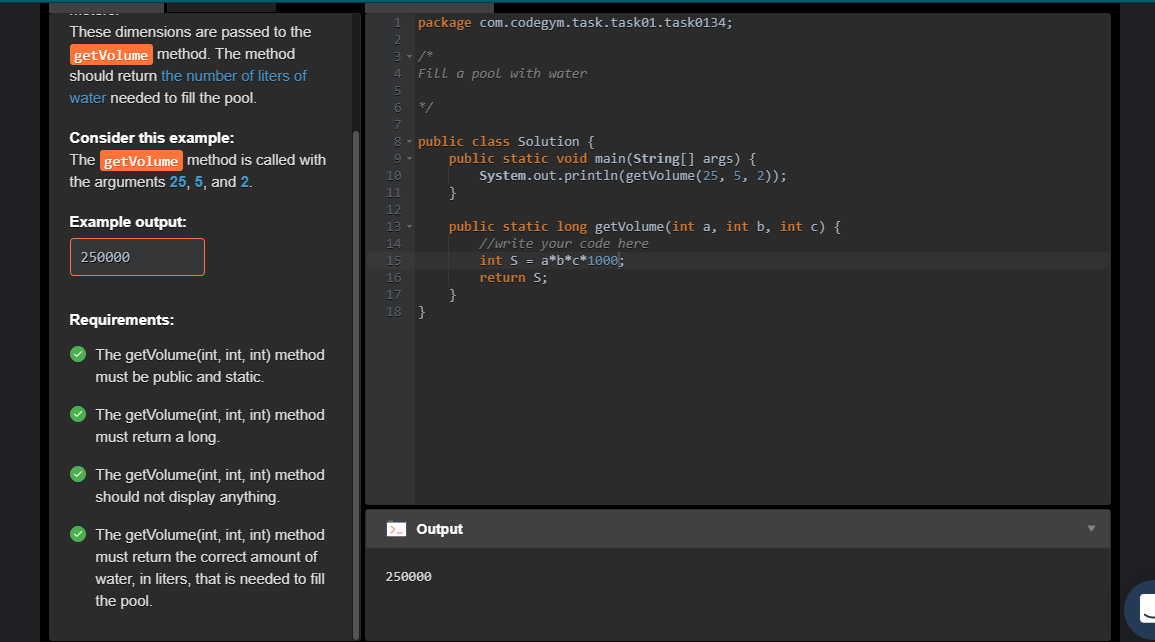 These dimensions are passed to the
getVolume method. The method
should return the number of liters of
water needed to fill the pool.
Consider this example:
The getVolume method is called with
the arguments 25, 5, and 2.
Example output:
250000
Requirements:
The getVolume(int, int, int) method
must be public and static.
The getVolume(int, int, int) method
must return a long.
The getVolume(int, int, int) method
should not display anything.
The getVolume(int, int, int) method
must return the correct amount of
water, in liters, that is needed to fill
the pool.
1 package com.codegym.task.task01.task0134;
2
3 /*
4 Fill a pool with water
5
6 */
7
8 public class Solution {
9 public static void main(String[] args) {
10 System.out.println(getVolume(25, 5, 2));
11 }
12
13 public static long getVolume(int a, int b, int c) {
14 //write your code here
15 int S = a*b*c*1000;
16 return S;
17 }
18 }
Output
250000